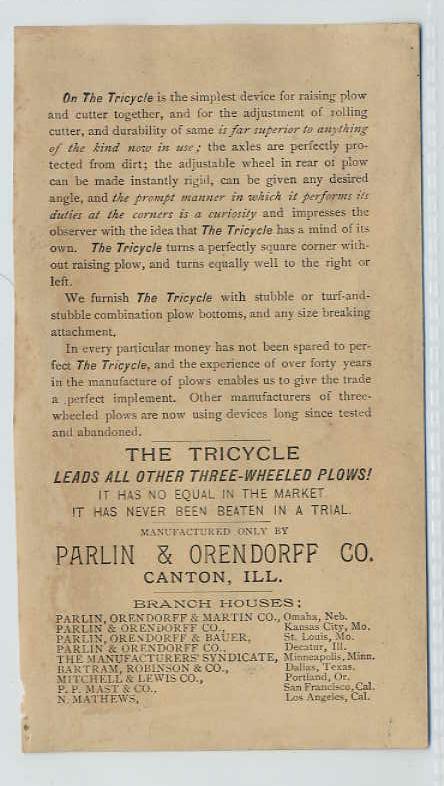 On The Tricycle is the simplest device for raising plow
and cutter together, and for the adjustment of rolling
cutter, and durability of same is far superior to anything
of the kind now in use; the axles are perfectly pro-
tected from dirt; the adjustable wheel in rear of plow
can be made instantly rigid, can be given any desired
angle, and the prompt manner in which it performs its
duties at the corners is a curiosity and impresses the
observer with the idea that The Tricycle has a mind of its
own. The Tricycle turns a perfectly square corner with-
out raising plow, and turns equally well to the right or
left.
We furnish The Tricycle with stubble or turf-and-
stubble combination plow bottoms, and any size breaking
attachment.
In every particular money has not been spared to per-
fect The Tricycle, and the experience of over forty years
in the manufacture of plows enables us to give the trade
a perfect implement. Other manufacturers of three-
wheeled plows are now using devices long since tested
and abandoned.
THE TRICYCLE
LEADS ALL OTHER THREE-WHEELED PLOWS!
IT HAS NO EQUAL IN THE MARKET
IT HAS NEVER BEEN BEATEN IN A TRIAL.
MANUFACTURED ONLY BY
PARLIN & ORENDORFF CO.
CANTON, ILL.
BRANCH HOUSES:
PARLIN, ORENDORFF & MARTIN CO., Omaha, Neb.
PARLIN & ORENDORFF CO., Kansas City, Mo.
PARLIN, ORENDORFF & BAUER, St. Louis, Mo.
PARLIN & ORENDORFF CO., Decatur, Ill.
THE MANUFACTURERS' SYNDICATE, Minneapolis, Minn.
BARTRAM, ROBINSON & CO., Dallas, Texas.
MITCHELL & LEWIS CO., Portland, Or.
P. P. MAST & CO., San Francisco, Cal.
N. MATHEWS, Los Angeles, Cal.